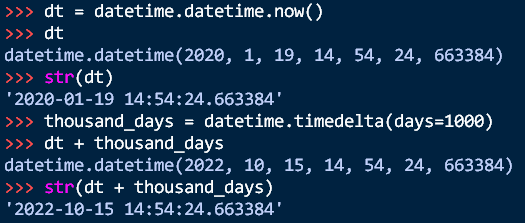 >>> dt = datetime.datetime.now()
>>> dt
datetime.datetime(2020, 1, 19, 14, 54, 24, 663384)
>>> str(dt)
'2020-01-19 14:54:24.663384'
>>> thousand_days = datetime.timedelta(days=1000)
>>> dt + thousand_days
datetime.datetime(2022, 10, 15, 14, 54, 24, 663384)
>>> str(dt + thousand_days)
'2022-10-15 14:54:24.663384'